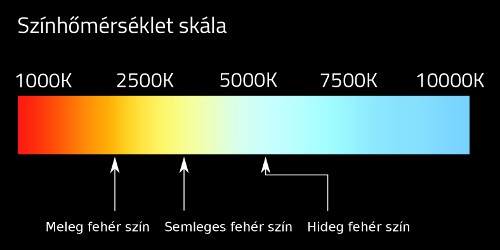 Színhőmérséklet skála
1000K 2500K 5000K 7500K 10000K
Meleg fehér szín Semleges fehér szín Hideg fehér szín